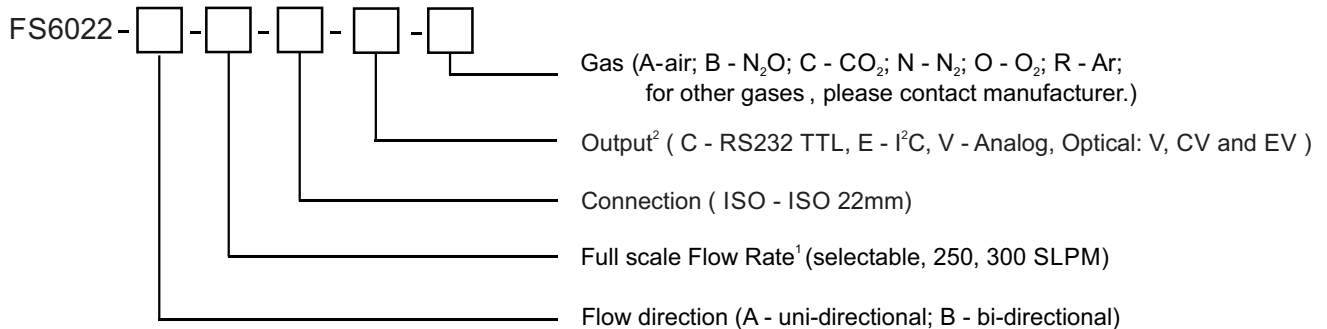 FS6022-□-□-□-□-□
Gas (A-air; B - N₂O; C - CO₂; N - N₂; O - O₂; R - Ar;
for other gases , please contact manufacturer.)
Output² ( C - RS232 TTL, E - I²C, V - Analog, Optical: V, CV and EV )
Connection ( ISO - ISO 22mm)
Full scale Flow Rate¹ (selectable, 250, 300 SLPM)
Flow direction (A - uni-directional; B - bi-directional)